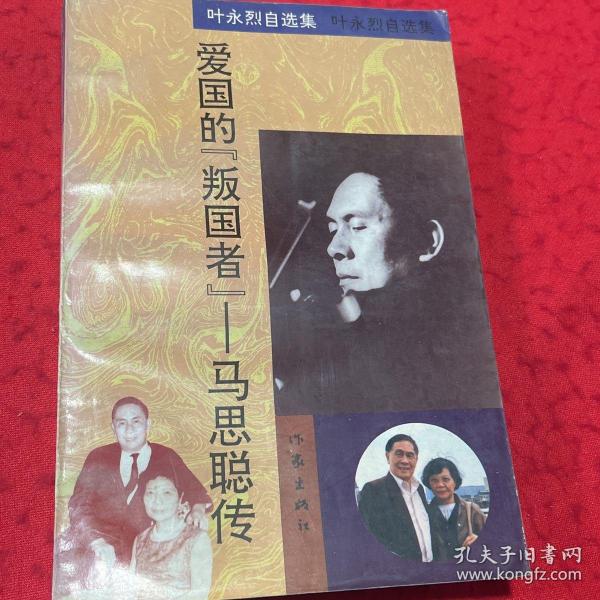 叶永烈自选集 叶永烈自选集
爱国的『叛国者』—马思聪传
作家出版社
孔夫子旧书网
www.kongfz.com